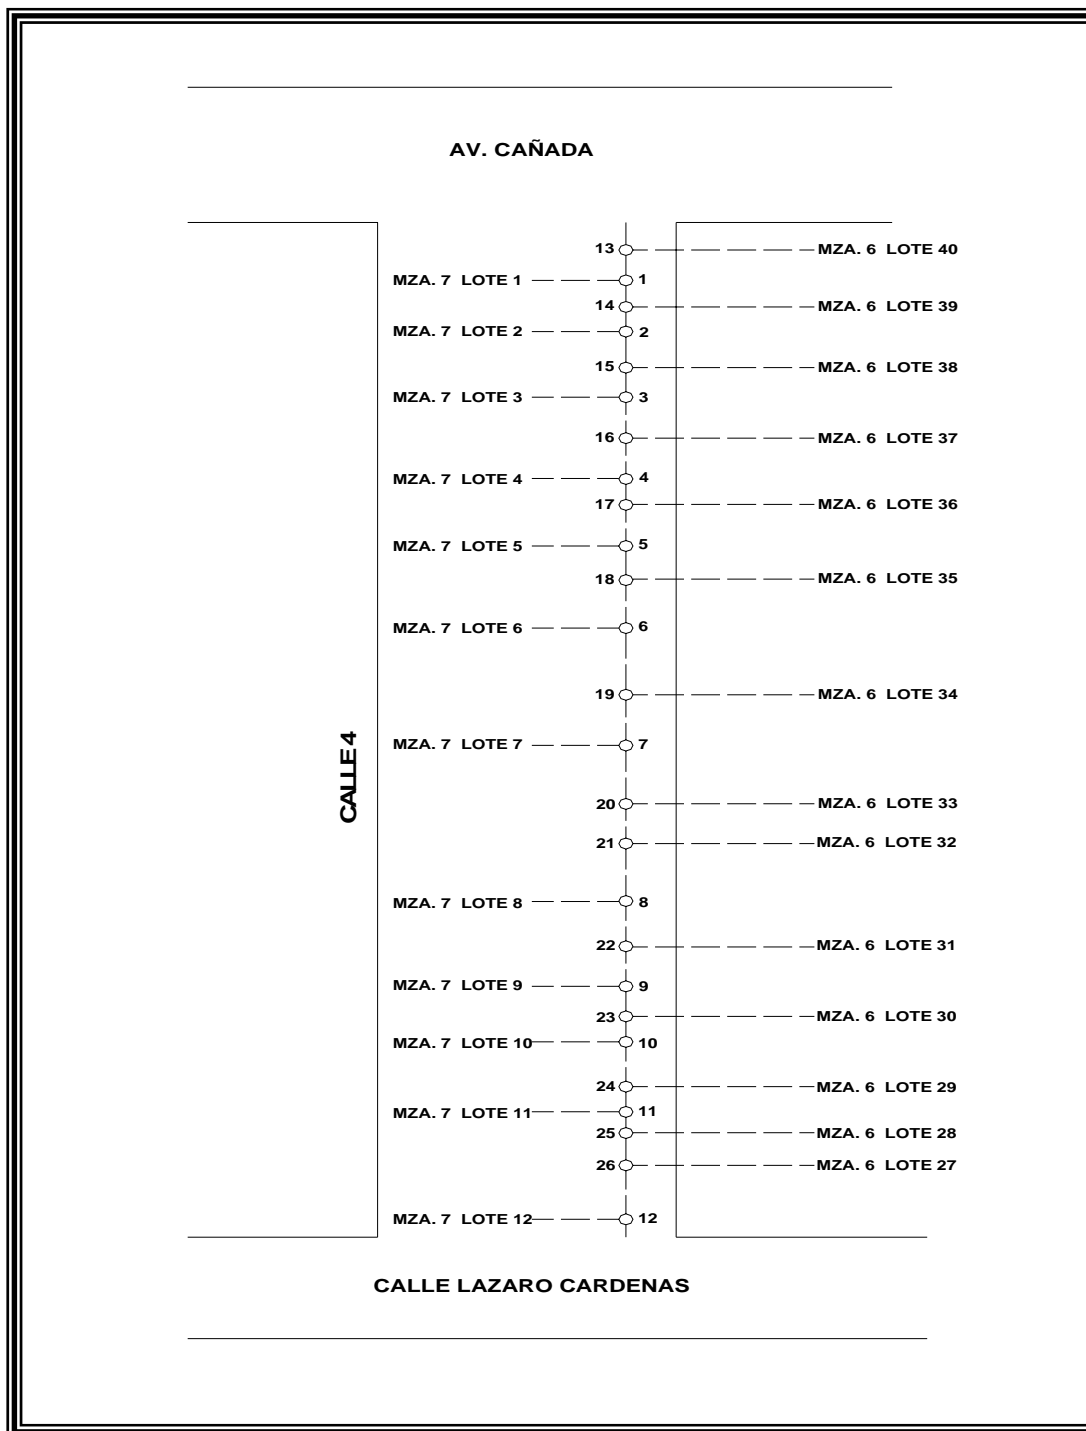 AV. CAÑADA
13 MZA. 6 LOTE 40
MZA. 7 LOTE 1 1
14 MZA. 6 LOTE 39
MZA. 7 LOTE 2 2
15 MZA. 6 LOTE 38
MZA. 7 LOTE 3 3
16 MZA. 6 LOTE 37
MZA. 7 LOTE 4 4
17 MZA. 6 LOTE 36
MZA. 7 LOTE 5 5
18 MZA. 6 LOTE 35
MZA. 7 LOTE 6 6
19 MZA. 6 LOTE 34
MZA. 7 LOTE 7 7
CALLE 4
20 MZA. 6 LOTE 33
21 MZA. 6 LOTE 32
MZA. 7 LOTE 8 8
22 MZA. 6 LOTE 31
MZA. 7 LOTE 9 9
23 MZA. 6 LOTE 30
MZA. 7 LOTE 10 10
24 MZA. 6 LOTE 29
MZA. 7 LOTE 11 11
25 MZA. 6 LOTE 28
26 MZA. 6 LOTE 27
MZA. 7 LOTE 12 12
CALLE LAZARO CARDENAS